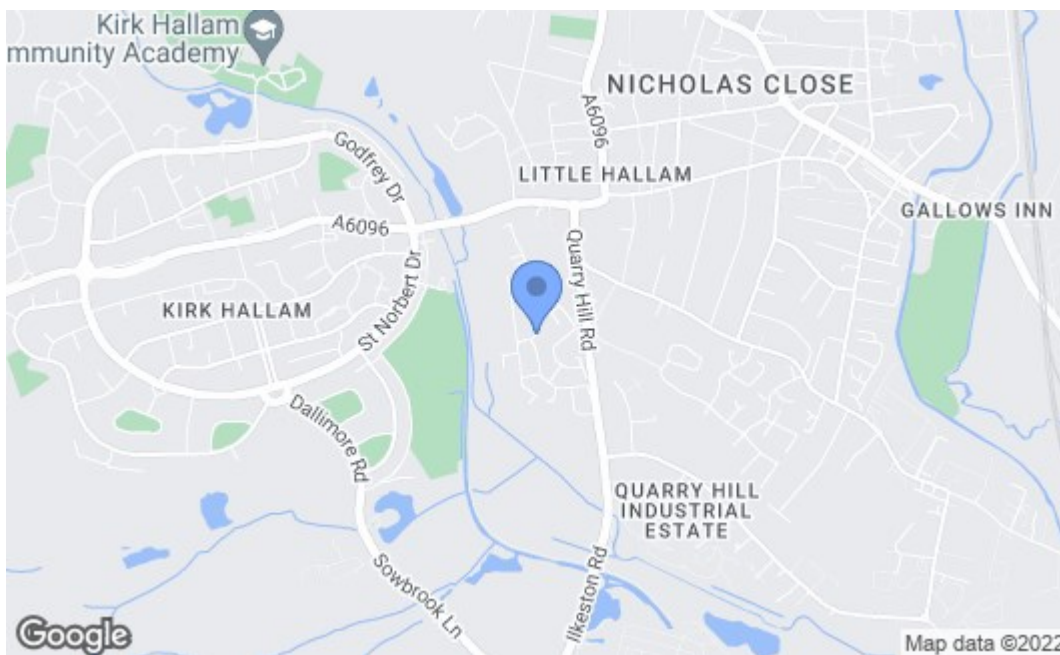 Kirk Hallam
mmunity Academy
Godfrey Dr
NICHOLAS CLOSE
A6096
LITTLE HALLAM
A6096
GALLOWS INN
Quarry Hill Rd
KIRK HALLAM
St Norbert Dr
Dallimore Rd
QUARRY HILL
INDUSTRIAL
ESTATE
Sowbrook Ln
Ilkeston Rd
Google
Map data ©2022